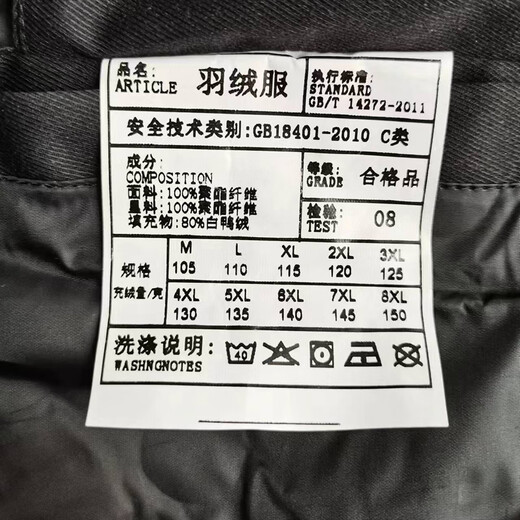 品名:
ARTICLE 羽绒服
执行标准:
STANDARD
GB/T 14272-2011
安全技术类别:GB18401-2010 C类
成分:
COMPOSITION
面料:100%聚酯纤维
里料:100%聚酯纤维
填充物:80%白鸭绒
等级:
GRADE 合格品
检验:
TEST 08
规格
充绒量/克
M L XL 2XL 3XL
105 110 115 120 125
4XL 5XL 6XL 7XL 8XL
130 135 140 145 150
洗涤说明:
WASHNGNOTES
40